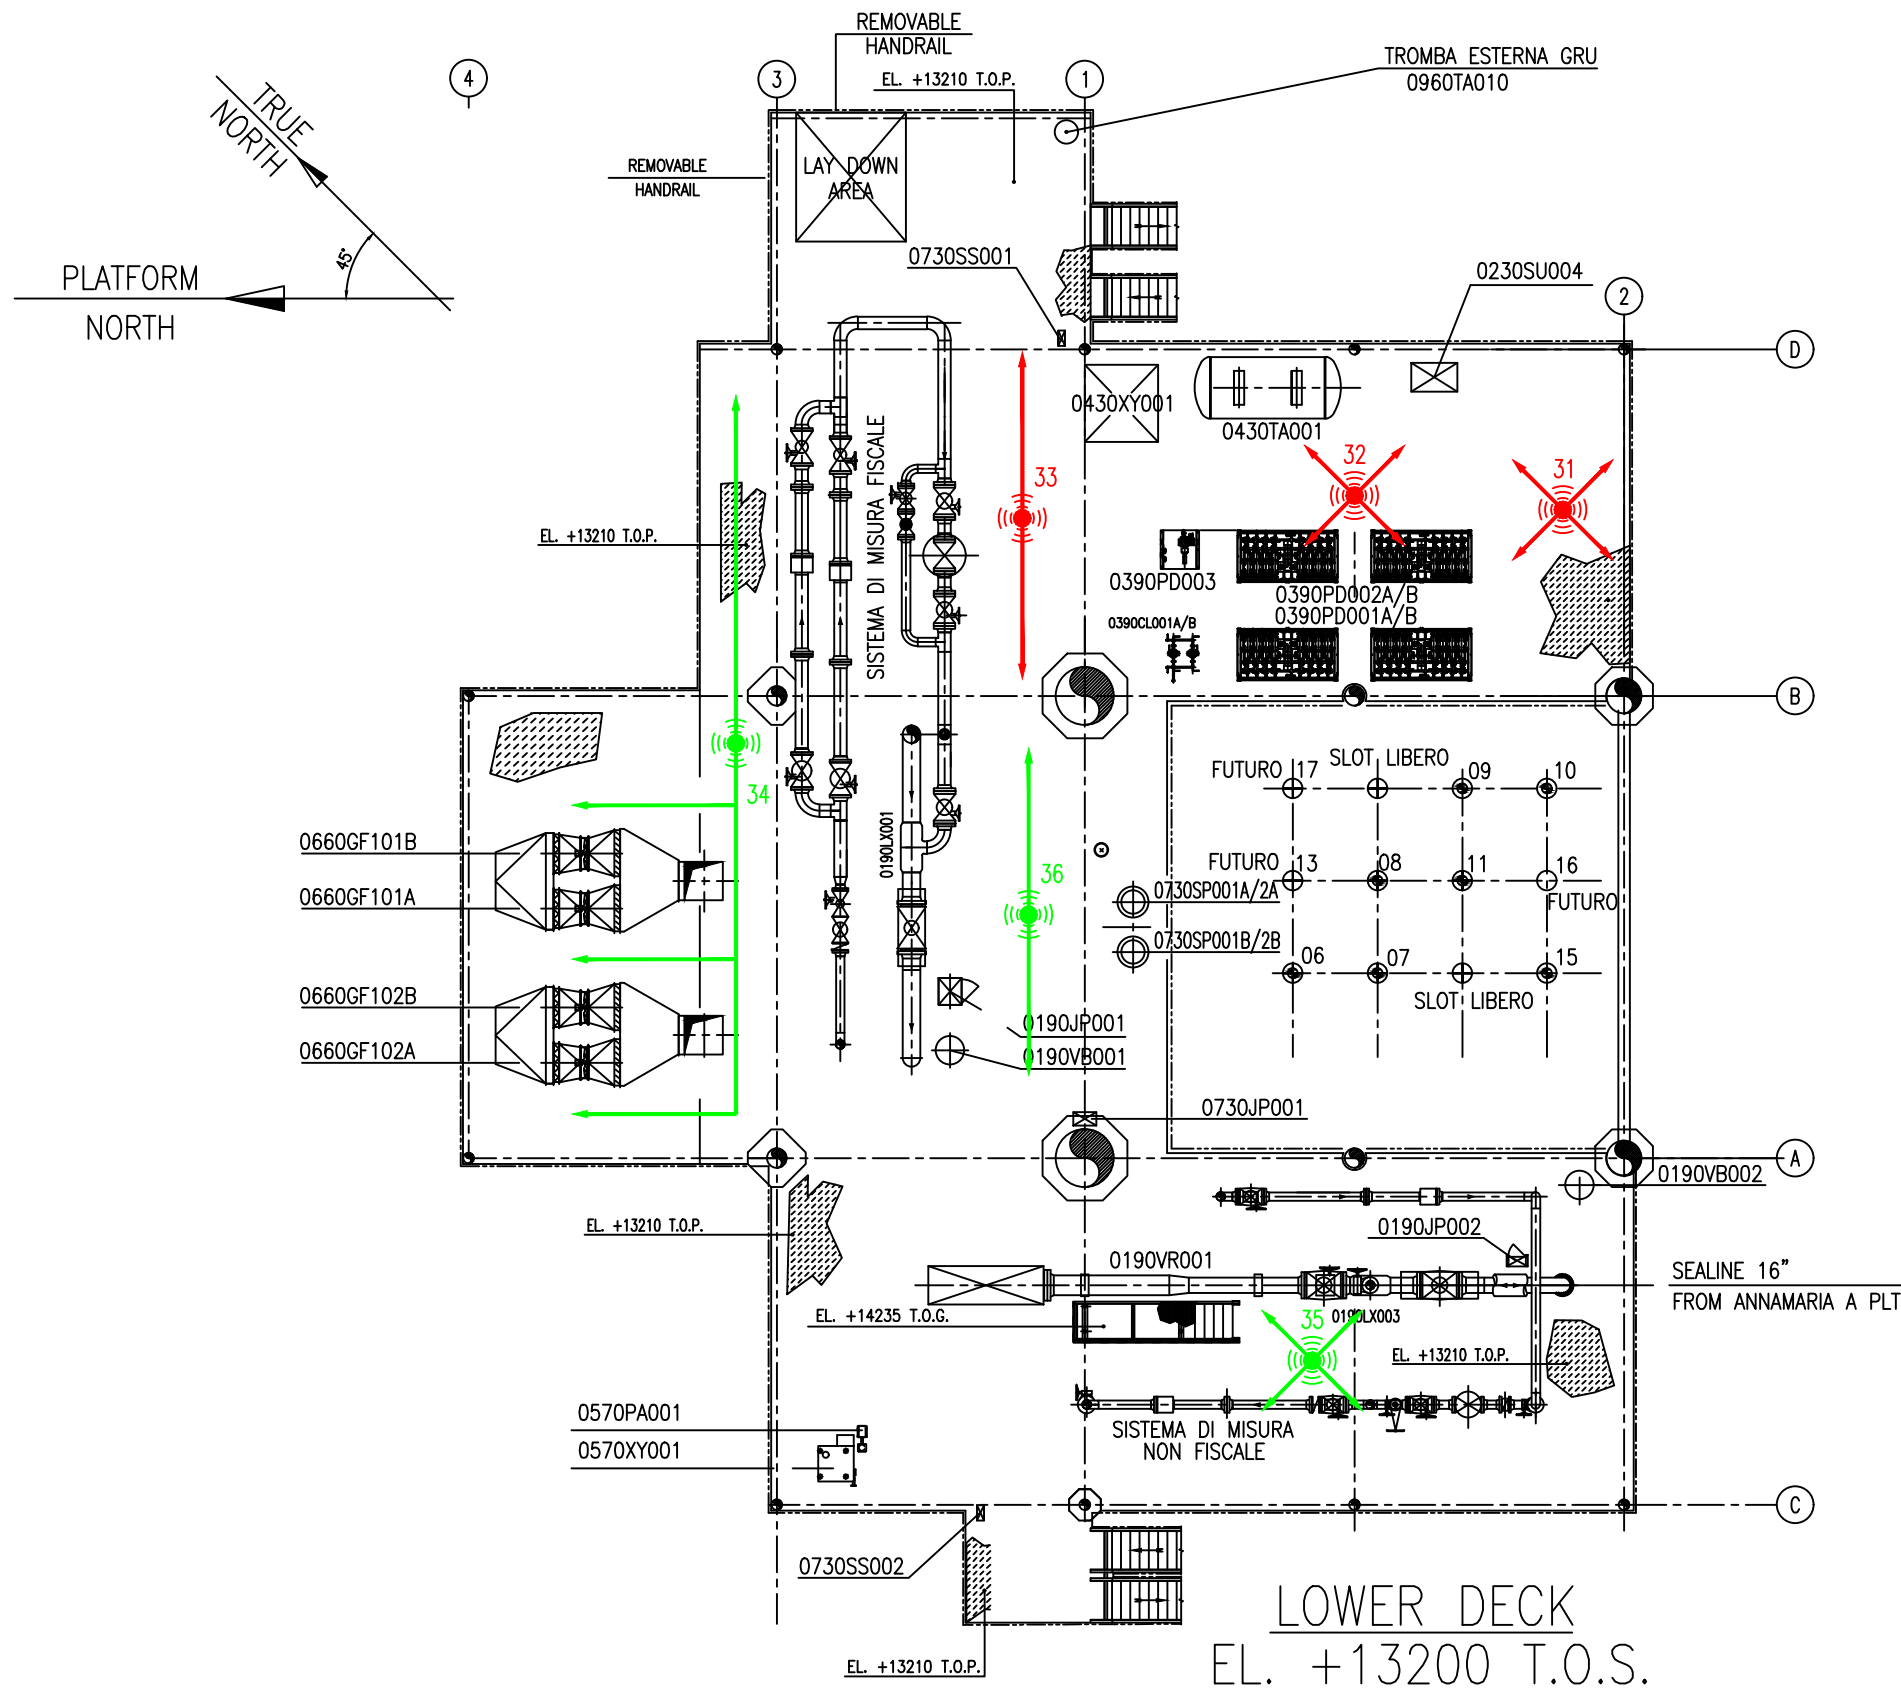 REMOVABLE
HANDRAIL
EL. +13210 T.O.P.
TROMBA ESTERNA GRU
0960TA010
4
3
1
TRUE
NORTH
45°
PLATFORM
NORTH
REMOVABLE
HANDRAIL
LAY DOWN
AREA
0730SS001
0230SU004
2
D
0430XY001
0430TA001
SISTEMA DI MISURA FISCALE
33
32
31
EL. +13210 T.O.P.
0390PD003
0390PD002A/B
0390PD001A/B
0390CL001A/B
B
34
SLOT LIBERO
FUTURO
17
09
10
0660GF101B
0660GF101A
0190LX001
36
FUTURO
13
08
11
16
FUTURO
0730SP001A/2A
0730SP001B/2B
06
07
15
SLOT LIBERO
0660GF102B
0660GF102A
0190JP001
0190VB001
0730JP001
A
0190VB002
EL. +13210 T.O.P.
0190JP002
0190VR001
SEALINE 16”
FROM ANNAMARIA A PLT
EL. +14235 T.O.G.
35
0190LX003
EL. +13210 T.O.P.
0570PA001
0570XY001
SISTEMA DI MISURA
NON FISCALE
C
0730SS002
EL. +13210 T.O.P.
LOWER DECK
EL. +13200 T.O.S.